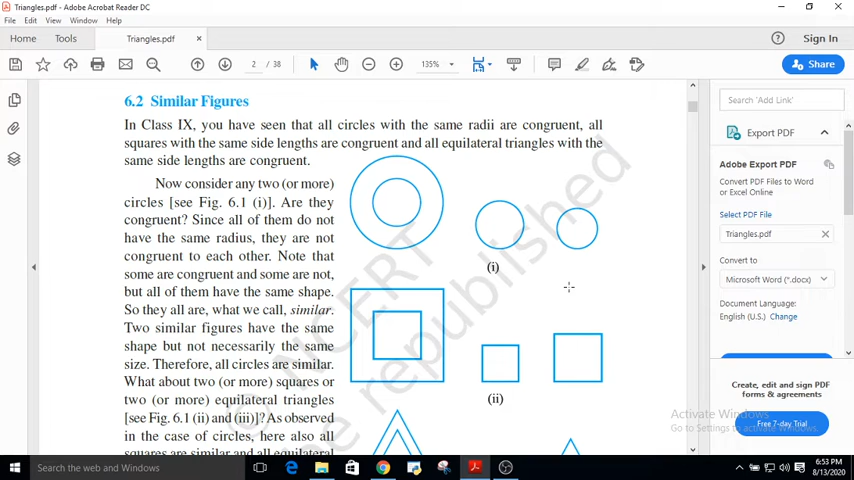 Triangles.pdf - Adobe Acrobat Reader DC
File Edit View Window Help
Home Tools Triangles.pdf × Sign In
2 / 38 135% Share
6.2 Similar Figures
In Class IX, you have seen that all circles with the same radii are congruent, all
squares with the same side lengths are congruent and all equilateral triangles with the
same side lengths are congruent.
Now consider any two (or more)
circles [see Fig. 6.1 (i)]. Are they
congruent? Since all of them do not
have the same radius, they are not
congruent to each other. Note that
some are congruent and some are not,
but all of them have the same shape.
So they all are, what we call, similar.
Two similar figures have the same
shape but not necessarily the same
size. Therefore, all circles are similar.
What about two (or more) squares or
two (or more) equilateral triangles
[see Fig. 6.1 (ii) and (iii)]? As observed
in the case of circles, here also all
squares are similar and all equilateral
(i)
(ii)
© NCERT
be republished
Search 'Add Link'
Export PDF
Adobe Export PDF
Convert PDF Files to Word
or Excel Online
Select PDF File
Triangles.pdf
Convert to
Microsoft Word (*.docx)
Document Language:
English (U.S.) Change
Create, edit and sign PDF
forms & agreements
Free 7-day Trial
Activate Windows
Go to Settings to activate Windows.
Search the web and Windows
6:53 PM
8/13/2020